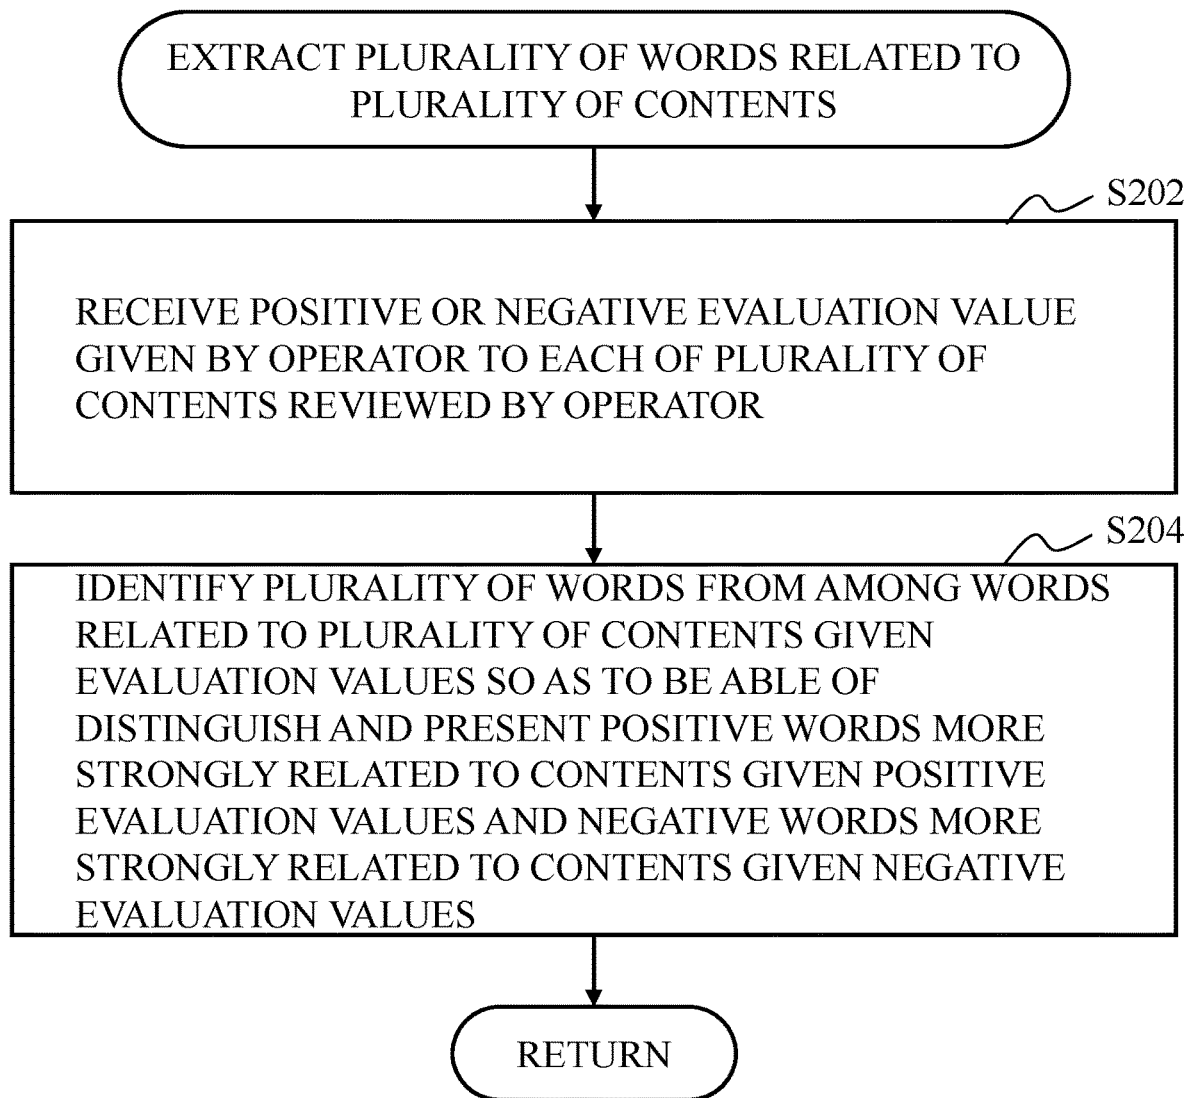 EXTRACT PLURALITY OF WORDS RELATED TO
PLURALITY OF CONTENTS
S202
RECEIVE POSITIVE OR NEGATIVE EVALUATION VALUE
GIVEN BY OPERATOR TO EACH OF PLURALITY OF
CONTENTS REVIEWED BY OPERATOR
S204
IDENTIFY PLURALITY OF WORDS FROM AMONG WORDS
RELATED TO PLURALITY OF CONTENTS GIVEN
EVALUATION VALUES SO AS TO BE ABLE OF
DISTINGUISH AND PRESENT POSITIVE WORDS MORE
STRONGLY RELATED TO CONTENTS GIVEN POSITIVE
EVALUATION VALUES AND NEGATIVE WORDS MORE
STRONGLY RELATED TO CONTENTS GIVEN NEGATIVE
EVALUATION VALUES
RETURN